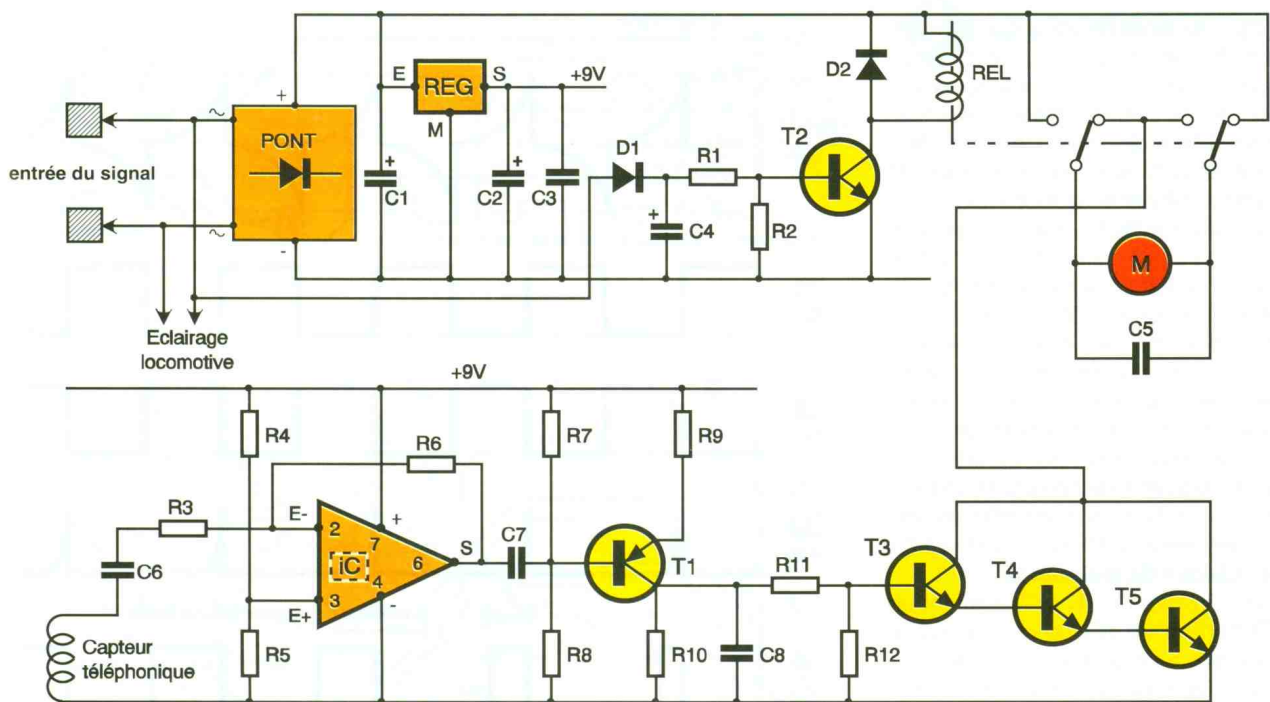 E
REG
S
+9V
M
+
PONT
~
~
-
entrée du signal
Eclairage
locomotive
+
C1
+
C2
C3
D1
+
C4
R1
R2
T2
D2
REL
M
C5
+9V
R4
R6
R7
R9
R3
E-
2
7
+
iC
6
S
4
-
3
E+
C6
C7
T1
R11
T3
T4
T5
Capteur
téléphonique
R5
R8
R10
C8
R12